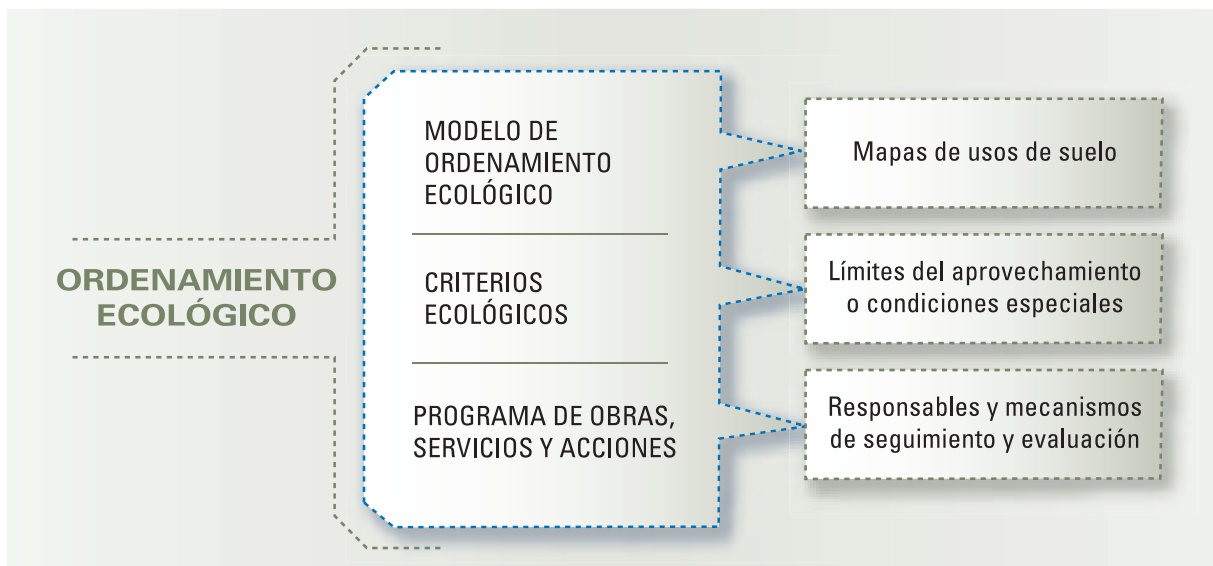 ORDENAMIENTO
ECOLÓGICO
MODELO DE
ORDENAMIENTO
ECOLÓGICO
CRITERIOS
ECOLÓGICOS
PROGRAMA DE OBRAS,
SERVICIOS Y ACCIONES
Mapas de usos de suelo
Límites del aprovechamiento
o condiciones especiales
Responsables y mecanismos
de seguimiento y evaluación